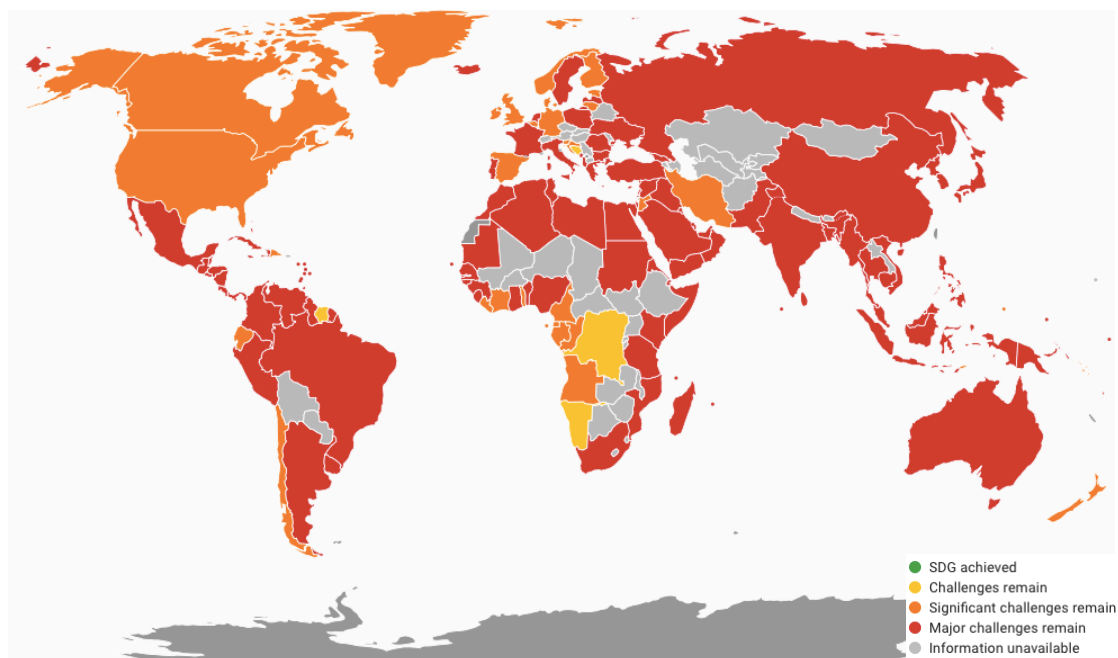 SDG achieved
Challenges remain
Significant challenges remain
Major challenges remain
Information unavailable